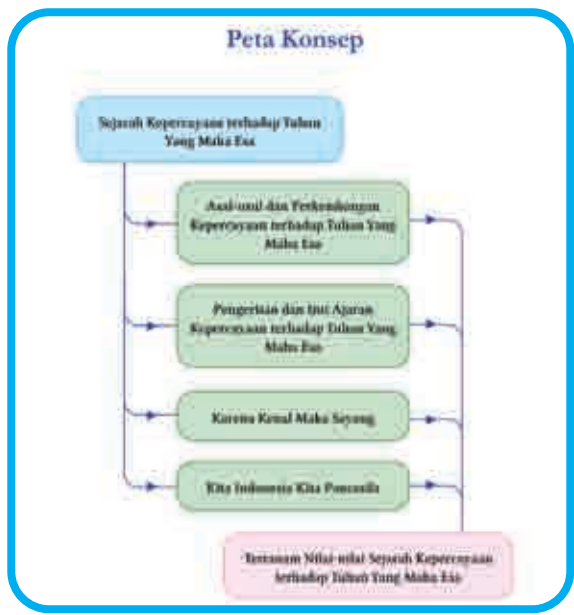 Peta Konsep
Sejarah Kepercayaan terhadap Tuhan
Yang Maha Esa
Asal-usul dan Perkembangan
Kepercayaan terhadap Tuhan Yang
Maha Esa
Pengertian dan Inti Ajaran
Kepercayaan terhadap Tuhan Yang
Maha Esa
Karena Kenal Maka Sayang
Kita Indonesia Kita Pancasila
Tertanam Nilai-nilai Sejarah Kepercayaan
terhadap Tuhan Yang Maha Esa